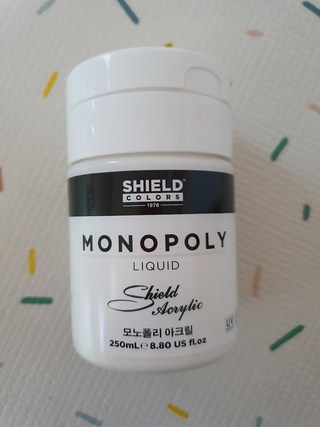 SHIELD™
COLORS
1978
MONOPOLY
LIQUID
Shield
Acrylic
모노폴리 아크릴
250mL℮8.80 US fl.oz